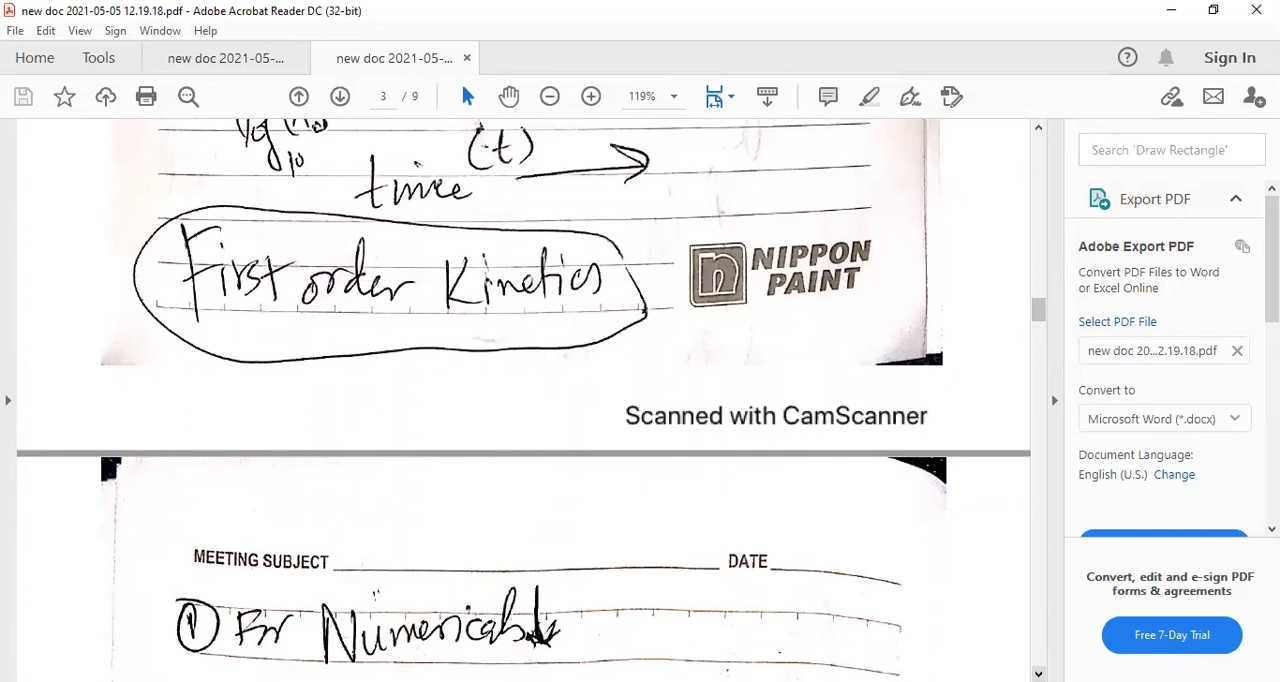 new doc 2021-05-05 12.19.18.pdf - Adobe Acrobat Reader DC (32-bit)
File Edit View Sign Window Help
Home Tools new doc 2021-05-... new doc 2021-05-... × Sign In
3 / 9 119%
(t)
time
First order Kinetics
NIPPON
PAINT
Scanned with CamScanner
MEETING SUBJECT DATE
① For Numericals
Search 'Draw Rectangle'
Export PDF
Adobe Export PDF
Convert PDF Files to Word
or Excel Online
Select PDF File
new doc 20...2.19.18.pdf
Convert to
Microsoft Word (*.docx)
Document Language:
English (U.S.) Change
Convert, edit and e-sign PDF
forms & agreements
Free 7-Day Trial